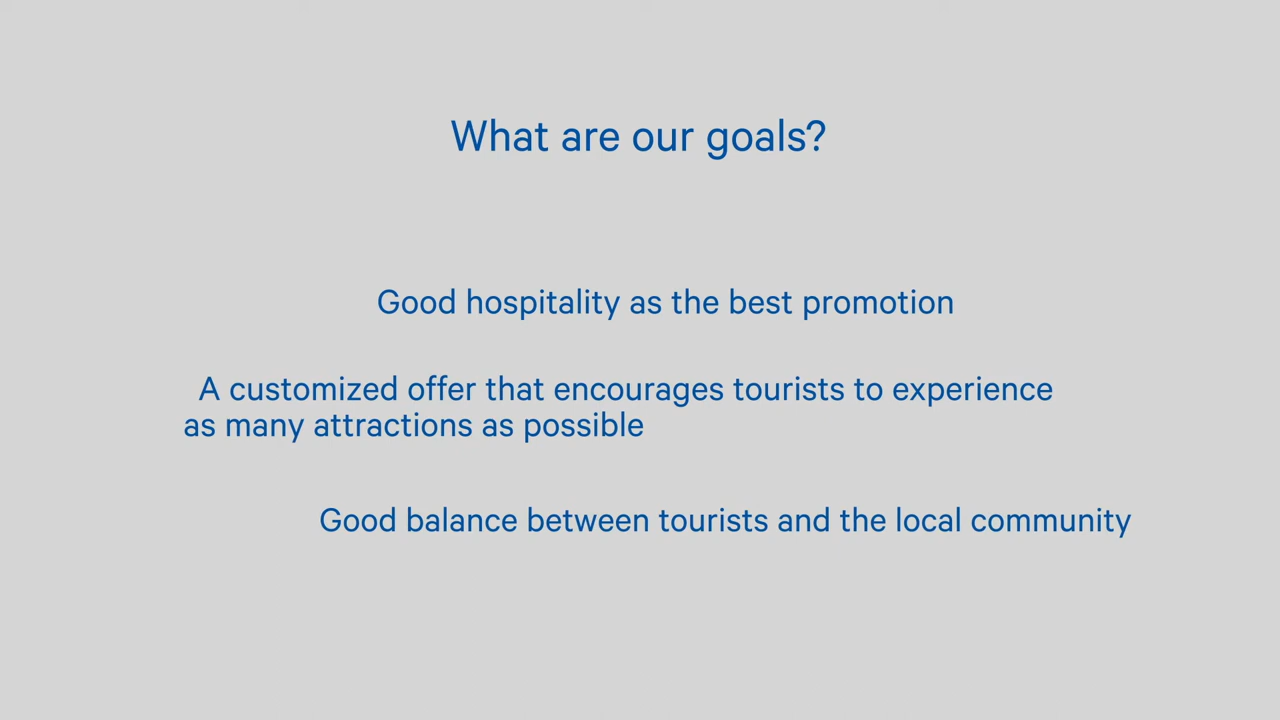 What are our goals?
Good hospitality as the best promotion
A customized offer that encourages tourists to experience
as many attractions as possible
Good balance between tourists and the local community